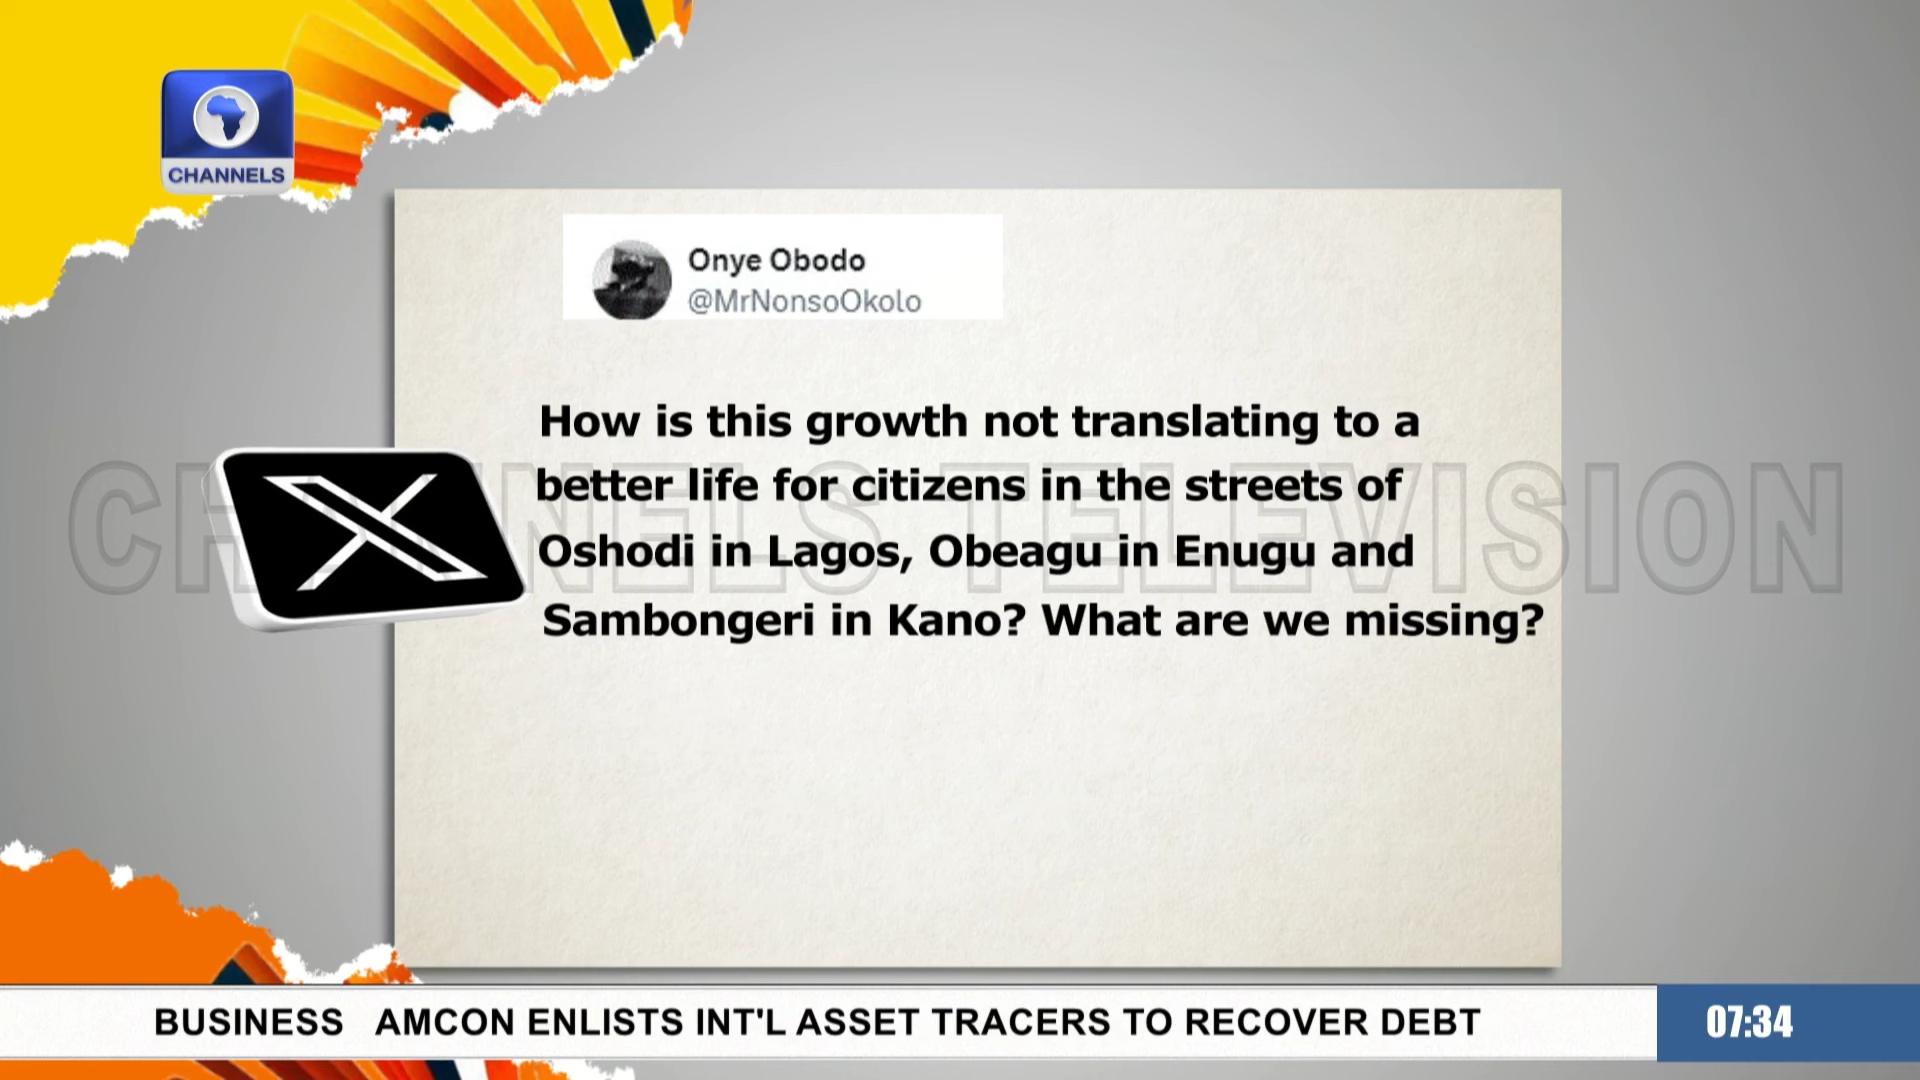 CHANNELS
Onye Obodo
@MrNonsoOkolo
How is this growth not translating to a
better life for citizens in the streets of
Oshodi in Lagos, Obeagu in Enugu and
Sambongeri in Kano? What are we missing?
CHANNELS TELEVISION
BUSINESS AMCON ENLISTS INT'L ASSET TRACERS TO RECOVER DEBT
07:34